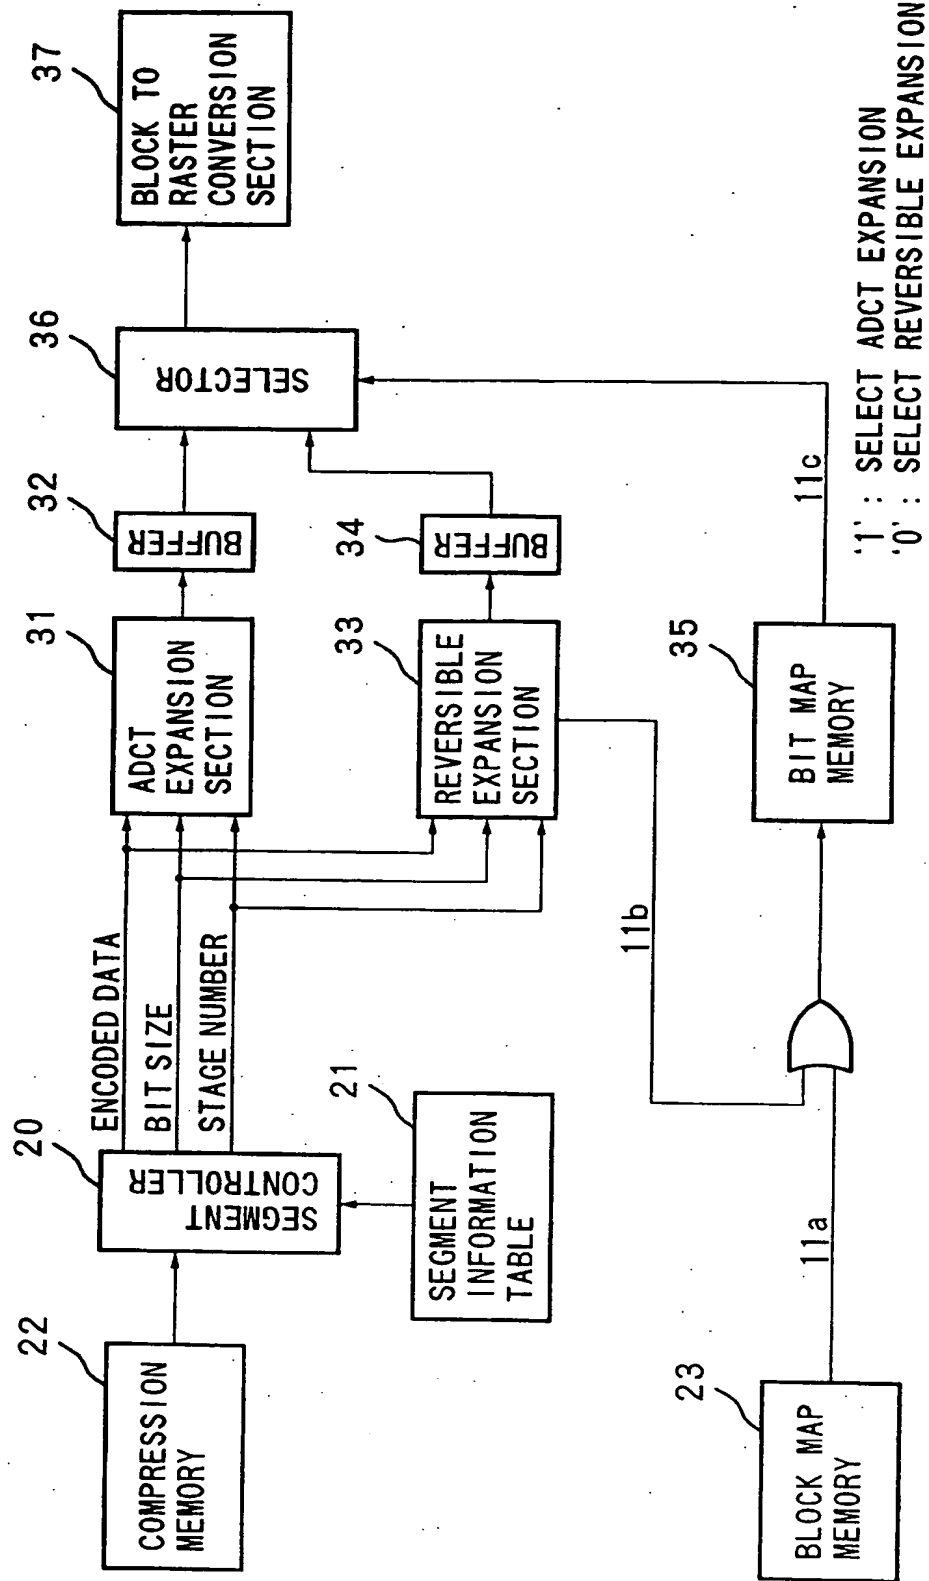 22
COMPRESSION
MEMORY
20
SEGMENT
CONTROLLER
21
SEGMENT
INFORMATION
TABLE
ENCODED DATA
BIT SIZE
STAGE NUMBER
31
ADCT
EXPANSION
SECTION
32
BUFFER
33
REVERSIBLE
EXPANSION
SECTION
34
BUFFER
36
SELECTOR
37
BLOCK TO
RASTER
CONVERSION
SECTION
23
BLOCK MAP
MEMORY
11a
11b
35
BIT MAP
MEMORY
11c
'1' : SELECT ADCT EXPANSION
'0' : SELECT REVERSIBLE EXPANSION